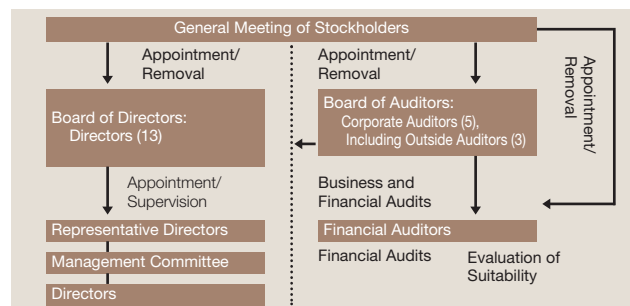 General Meeting of Stockholders
Appointment/
Removal
Appointment/
Removal
Appointment/
Removal
Board of Directors:
Directors (13)
Board of Auditors:
Corporate Auditors (5),
Including Outside Auditors (3)
Appointment/
Supervision
Business and
Financial Audits
Representative Directors
Management Committee
Directors
Financial Auditors
Financial Audits
Evaluation of
Suitability